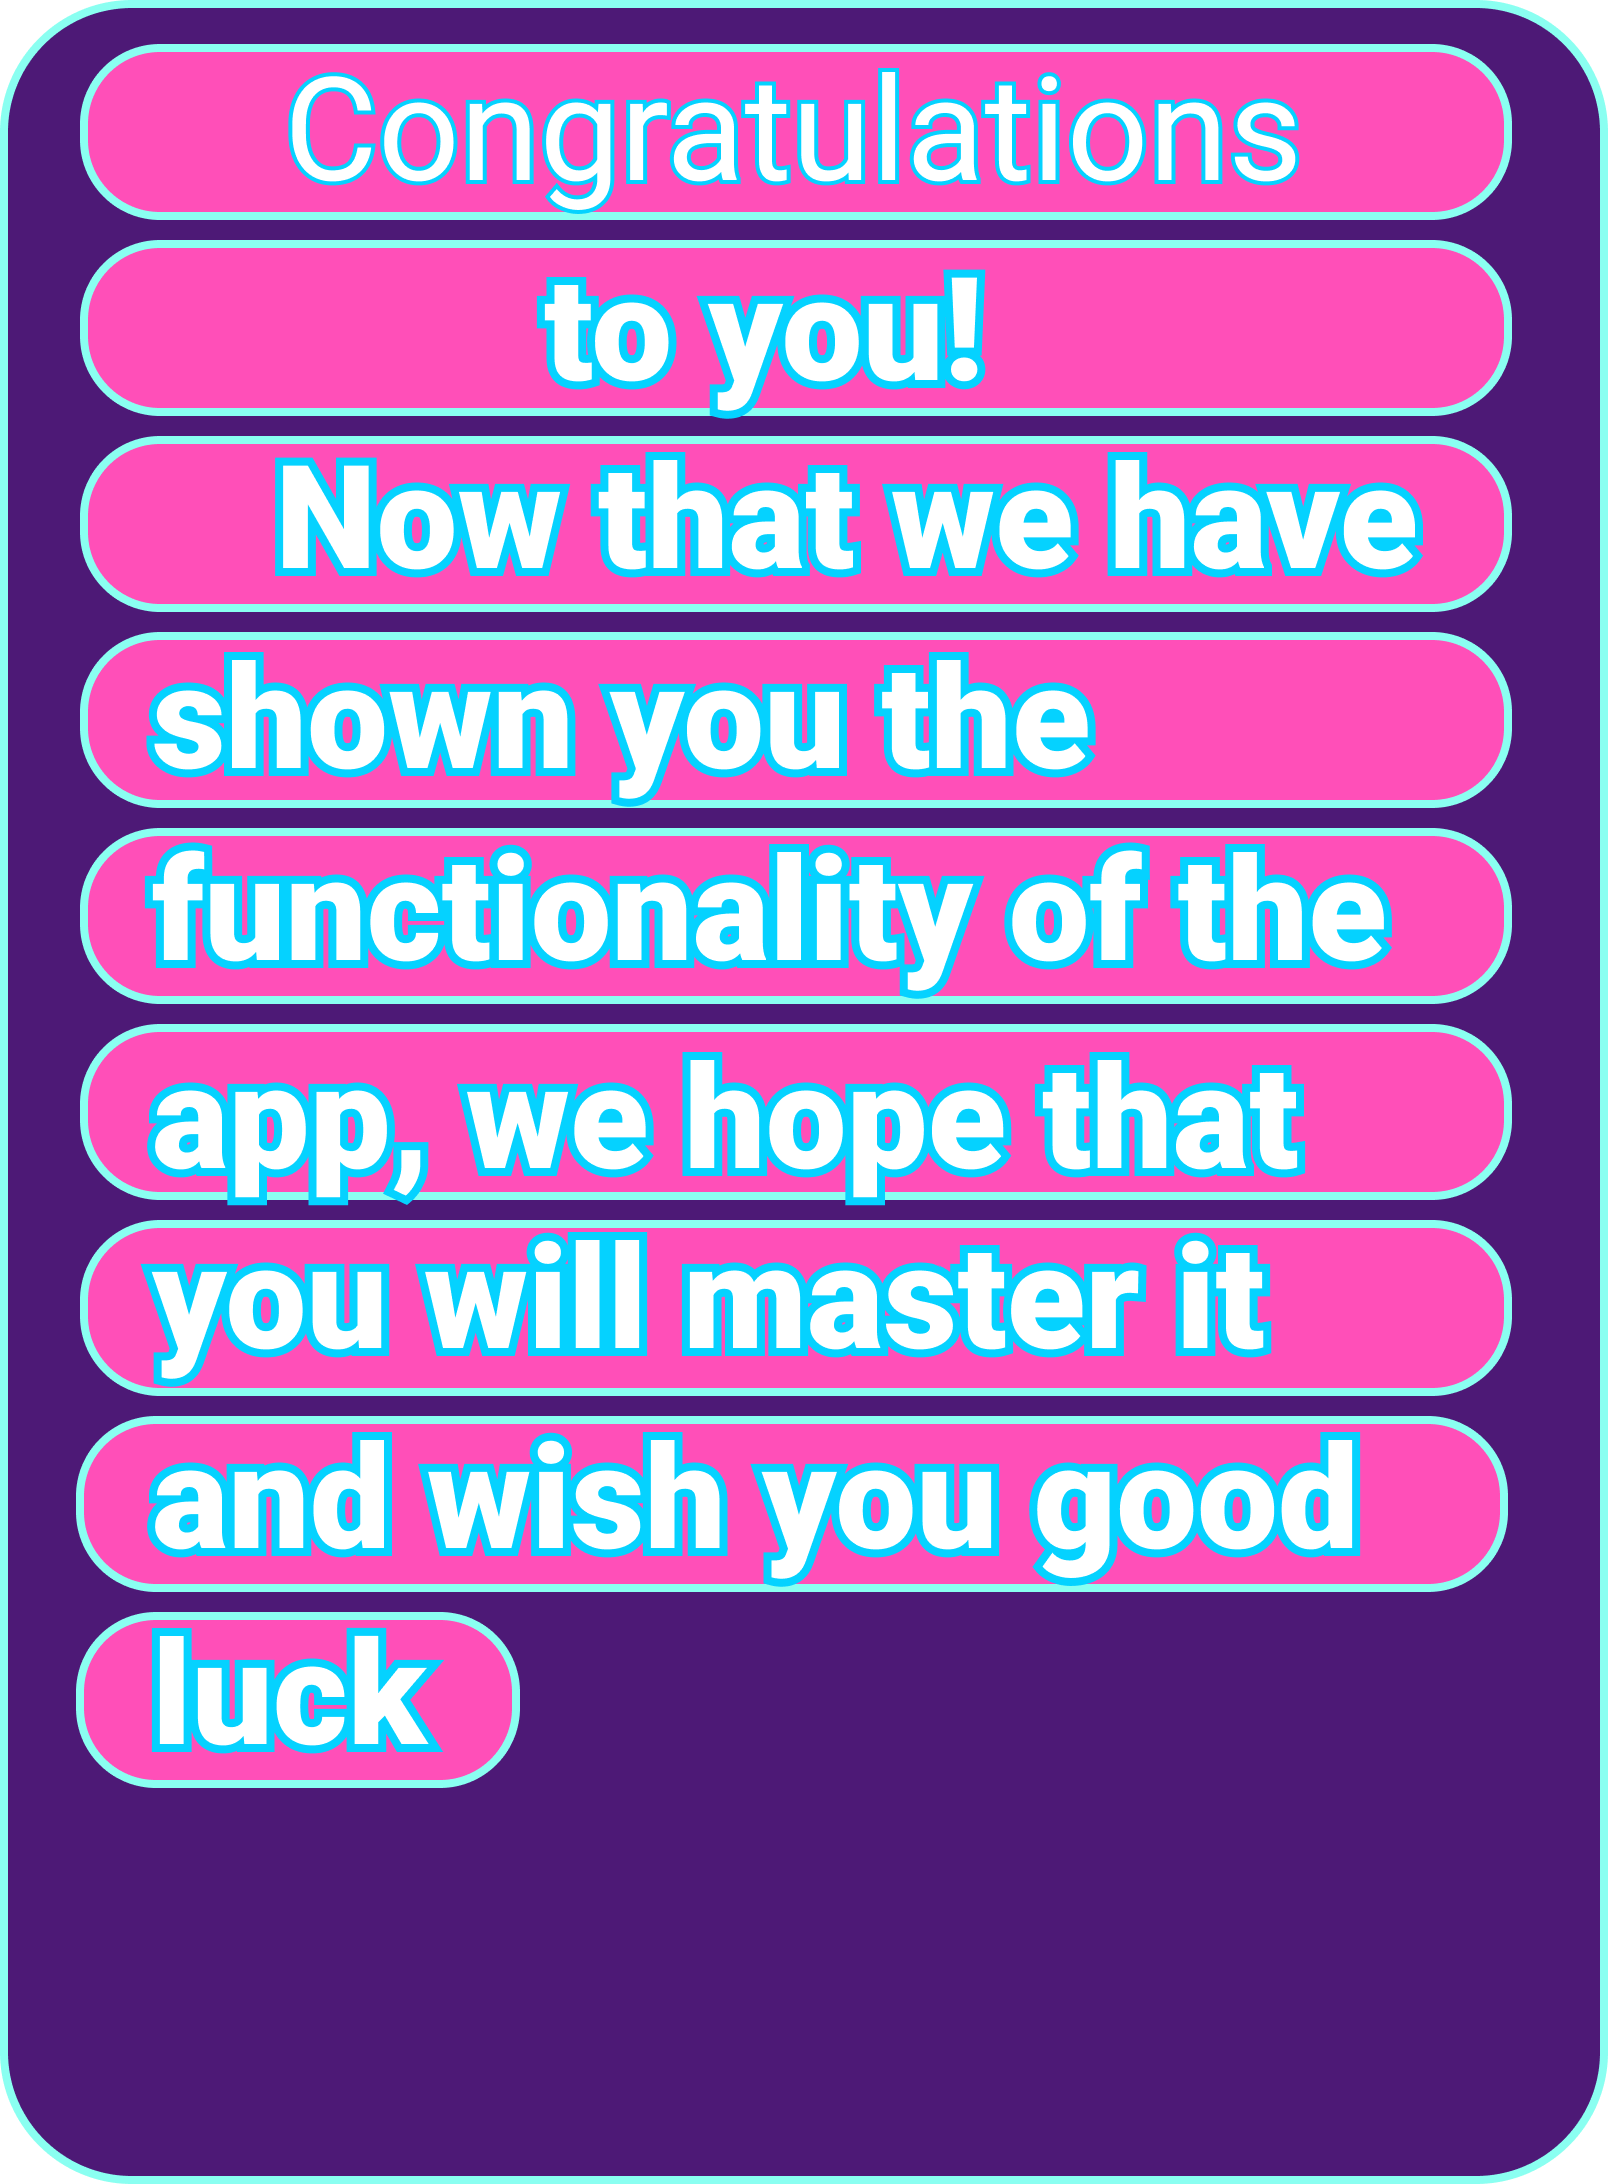 Congratulations
to you!
Now that we have
shown you the
functionality of the
app, we hope that
you will master it
and wish you good
luck